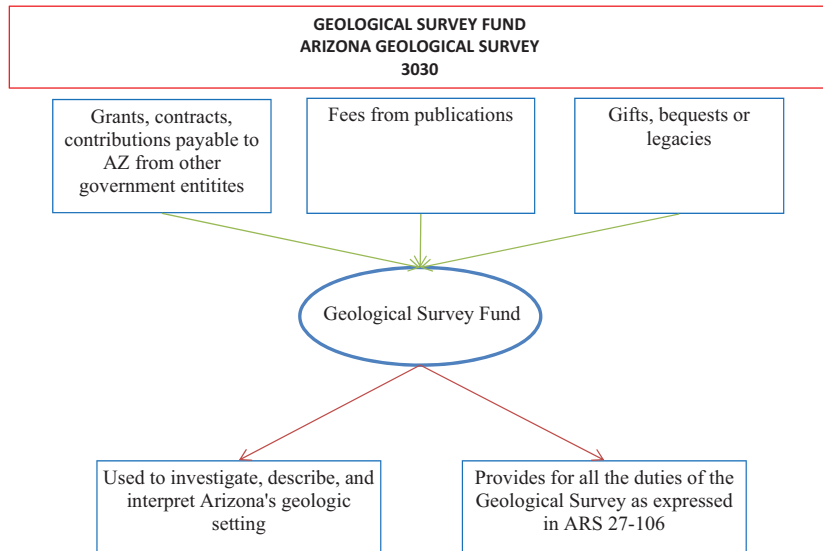 GEOLOGICAL SURVEY FUND
ARIZONA GEOLOGICAL SURVEY
3030
Grants, contracts,
contributions payable to
AZ from other
government entitites
Fees from publications
Gifts, bequests or
legacies
Geological Survey Fund
Used to investigate, describe, and
interpret Arizona's geologic
setting
Provides for all the duties of the
Geological Survey as expressed
in ARS 27-106